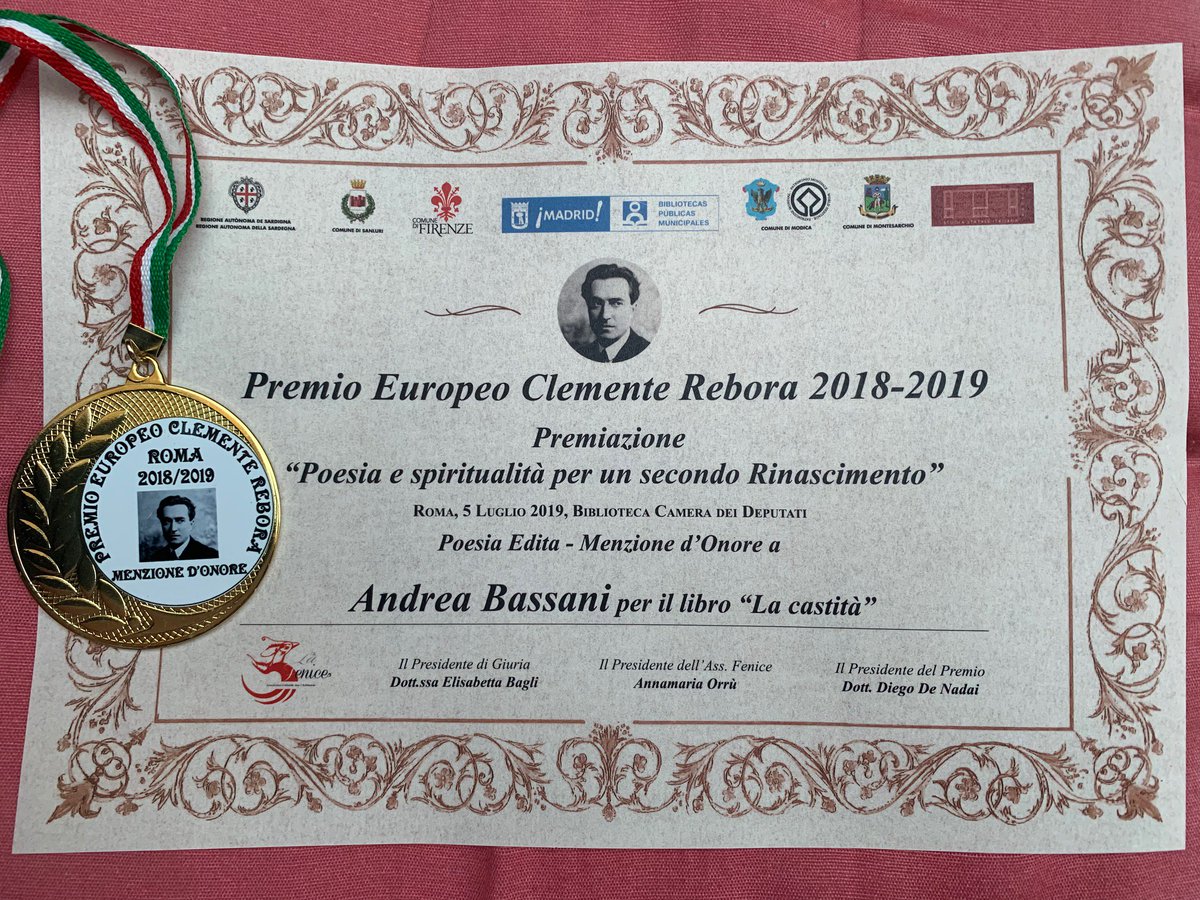 REGIONE AUTÒNOMA DE SARDIGNA
REGIONE AUTONOMA DELLA SARDEGNA
COMUNE DI SANLURI
COMUNE
DI FIRENZE
¡MADRID!
BIBLIOTECAS
PÚBLICAS
MUNICIPALES
COMUNE DI MODICA
COMUNE DI MONTESARCHIO
Premio Europeo Clemente Rebora 2018-2019
Premiazione
“Poesia e spiritualità per un secondo Rinascimento”
Roma, 5 Luglio 2019, Biblioteca Camera dei Deputati
Poesia Edita - Menzione d’Onore a
Andrea Bassani per il libro “La castità”
La Fenice
Il Presidente di Giuria
Dott.ssa Elisabetta Bagli
Il Presidente dell’Ass. Fenice
Annamaria Orrù
Il Presidente del Premio
Dott. Diego De Nadai
PREMIO EUROPEO CLEMENTE REBORA
ROMA
2018/2019
MENZIONE D'ONORE